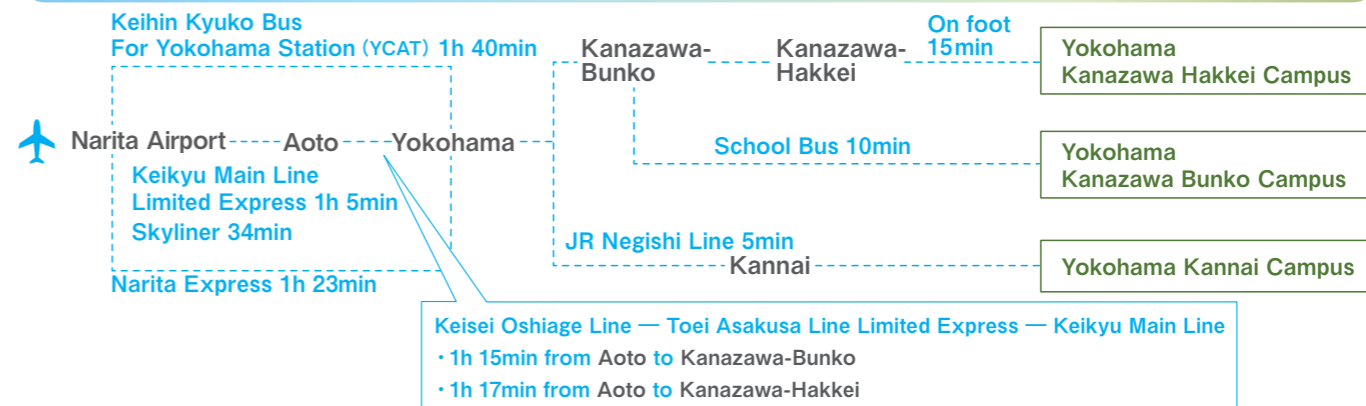 Keihin Kyuko Bus
For Yokohama Station (YCAT) 1h 40min
Kanazawa-
Bunko
Kanazawa-
Hakkei
On foot
15min
Yokohama
Kanazawa Hakkei Campus
Narita Airport
Aoto
Yokohama
School Bus 10min
Yokohama
Kanazawa Bunko Campus
Keikyu Main Line
Limited Express 1h 5min
Skyliner 34min
JR Negishi Line 5min
Kannai
Yokohama Kannai Campus
Narita Express 1h 23min
Keisei Oshiage Line — Toei Asakusa Line Limited Express — Keikyu Main Line
・1h 15min from Aoto to Kanazawa-Bunko
・1h 17min from Aoto to Kanazawa-Hakkei